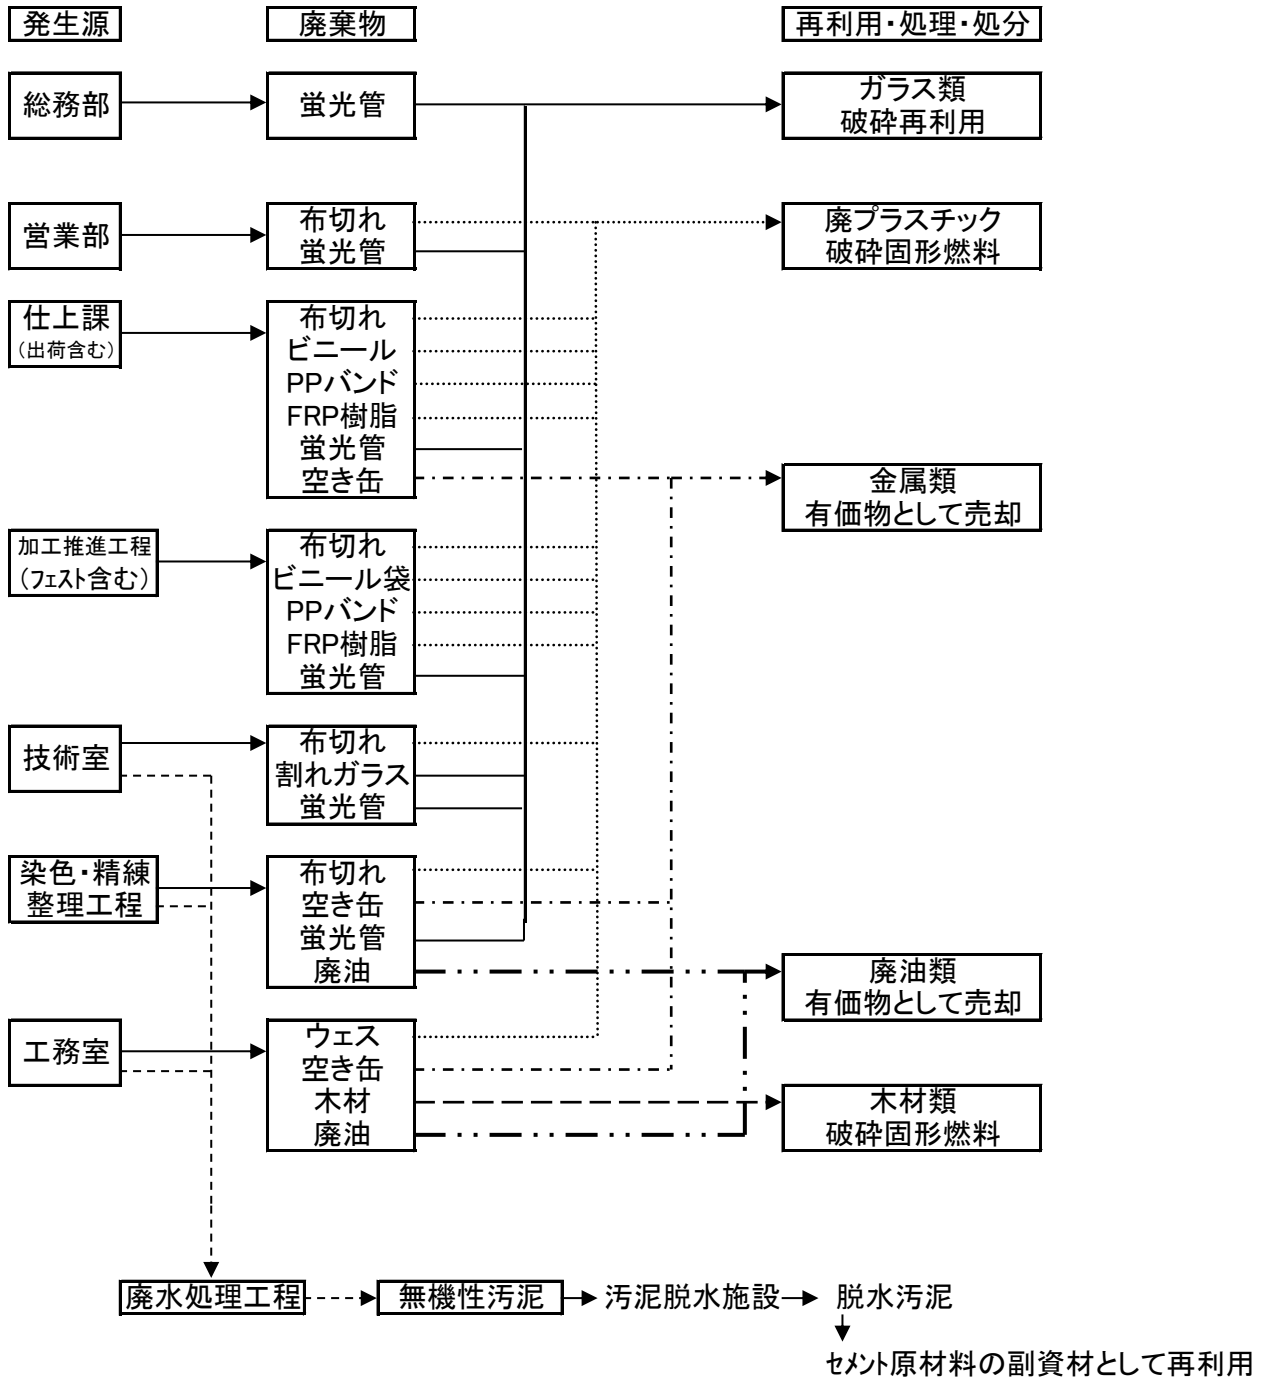 発生源
廃棄物
再利用・処理・処分
総務部
蛍光管
ガラス類
破砕再利用
営業部
布切れ
蛍光管
廃プラスチック
破砕固形燃料
仕上課
（出荷含む）
布切れ
ビニール
PPバンド
FRP樹脂
蛍光管
空き缶
金属類
有価物として売却
加工推進工程
（フェスト含む）
布切れ
ビニール袋
PPバンド
FRP樹脂
蛍光管
技術室
布切れ
割れガラス
蛍光管
染色・精練
整理工程
布切れ
空き缶
蛍光管
廃油
廃油類
有価物として売却
工務室
ウェス
空き缶
木材
廃油
木材類
破砕固形燃料
廃水処理工程
無機性汚泥
汚泥脱水施設
脱水汚泥
セメント原材料の副資材として再利用